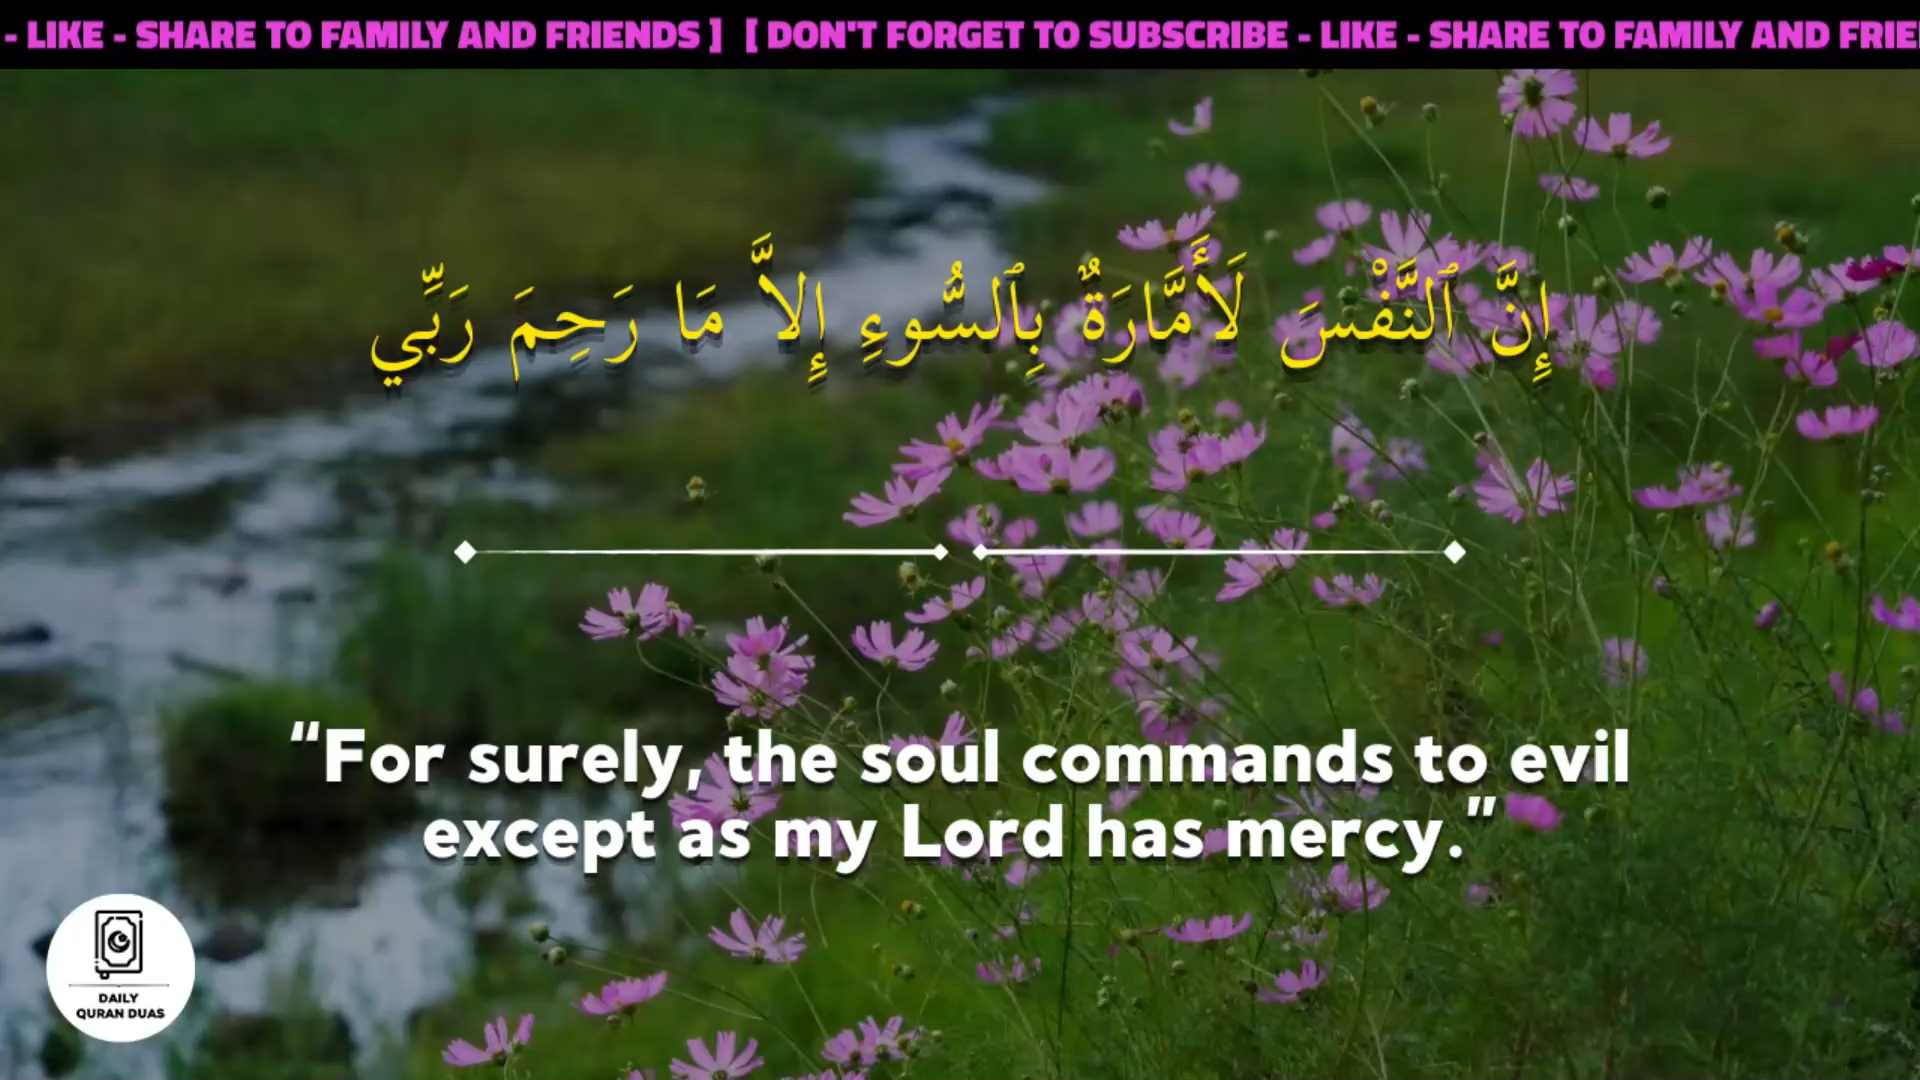 - LIKE - SHARE TO FAMILY AND FRIENDS ] [ DON'T FORGET TO SUBSCRIBE - LIKE - SHARE TO FAMILY AND FRIE
إِنَّ ٱلنَّفْسَ لَأَمَّارَةٌ بِٱلسُّوءِ إِلاَّ مَا رَحِمَ رَبِّي
“For surely, the soul commands to evil
except as my Lord has mercy.”
DAILY
QURAN DUAS